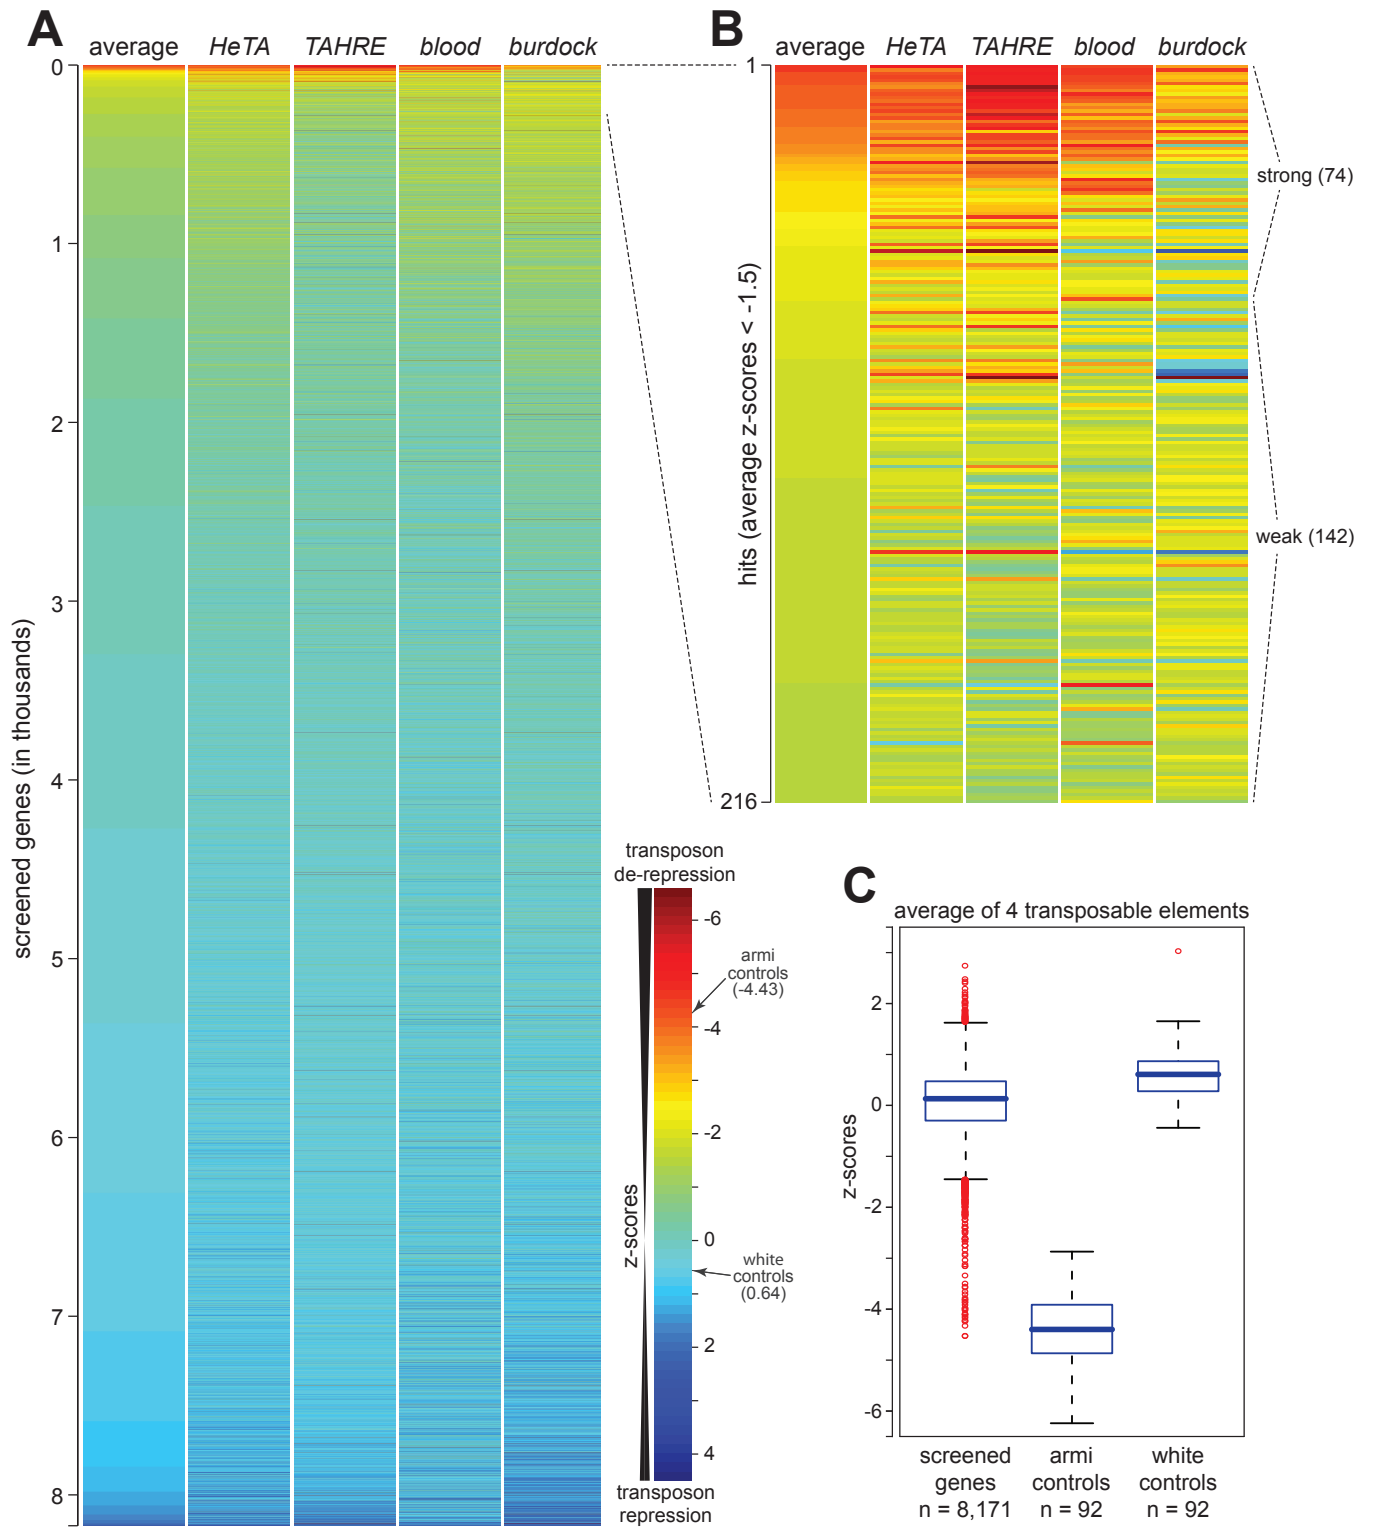 A
average
HeTA
TAHRE
blood
burdock
0
1
2
3
4
5
6
7
8
screened genes (in thousands)
B
average
HeTA
TAHRE
blood
burdock
1
216
hits (average z-scores < -1.5)
strong (74)
weak (142)
transposon
de-repression
-6
-4
-2
0
2
4
armi
controls
(-4.43)
white
controls
(0.64)
z-scores
transposon
repression
C
average of 4 transposable elements
2
0
-2
-4
-6
z-scores
screened
genes
n = 8,171
armi
controls
n = 92
white
controls
n = 92